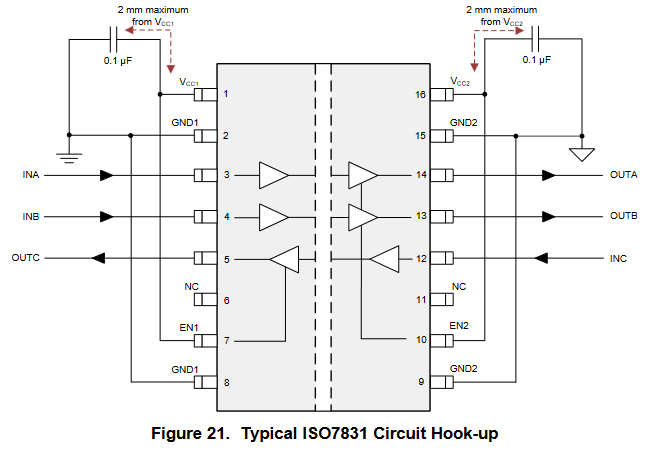 2 mm maximum
from VCC1
2 mm maximum
from VCC2
0.1 µF
0.1 µF
VCC1
VCC2
1
16
GND1
GND2
2
15
INA
3
14
OUTA
INB
4
13
OUTB
OUTC
5
12
INC
NC
NC
6
11
EN1
EN2
7
10
GND1
GND2
8
9
Figure 21. Typical ISO7831 Circuit Hook-up